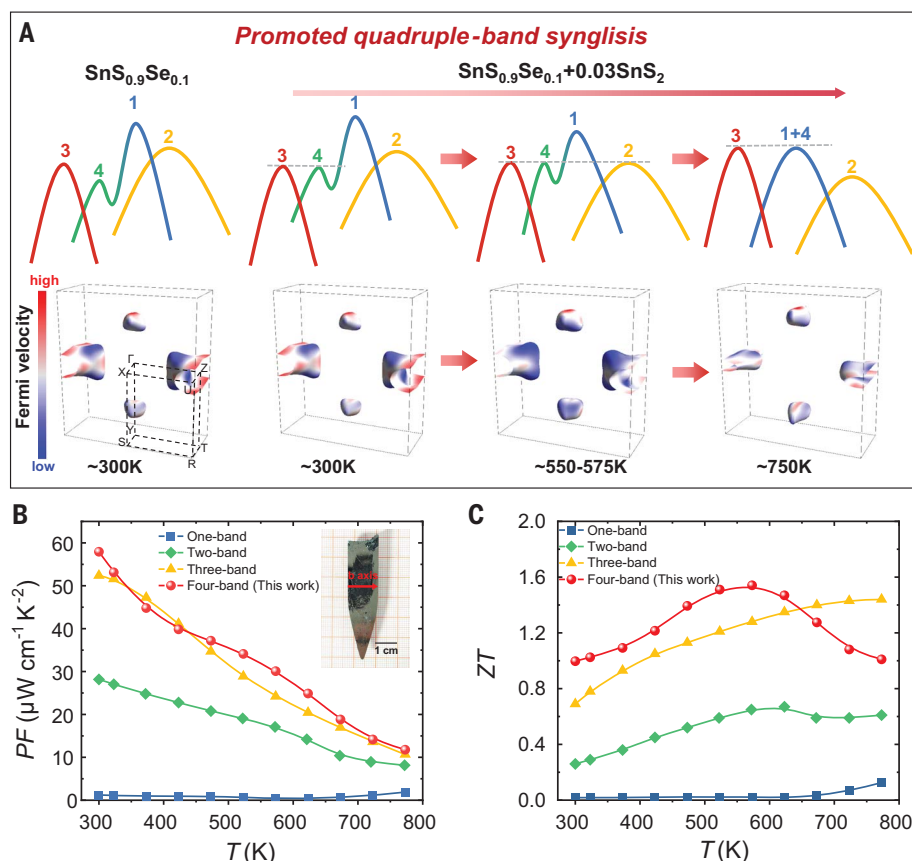 A
Promoted quadruple-band synglisis
SnS0.9Se0.1
SnS0.9Se0.1+0.03SnS2
3
4
1
2
3
4
1
2
3
4
1
2
3
1+4
2
high
Fermi velocity
low
Γ
X
Z
U
Y
S
T
R
~300K
~300K
~550-575K
~750K
B
PF (μW cm⁻¹ K⁻²)
60
50
40
30
20
10
0
One-band
Two-band
Three-band
Four-band (This work)
b axis
1 cm
300 400 500 600 700 800
T (K)
C
ZT
2.0
1.6
1.2
0.8
0.4
0.0
One-band
Two-band
Three-band
Four-band (This work)
300 400 500 600 700 800
T (K)